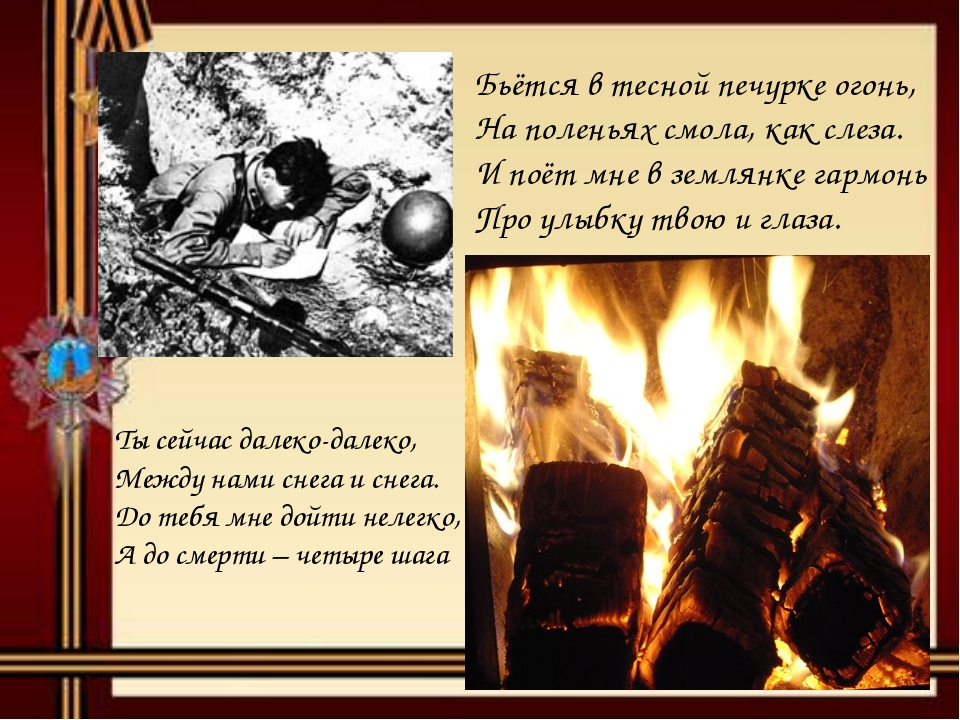 Бьётся в тесной печурке огонь,
На поленьях смола, как слеза.
И поёт мне в землянке гармонь
Про улыбку твою и глаза.
Ты сейчас далеко-далеко,
Между нами снега и снега.
До тебя мне дойти нелегко,
А до смерти – четыре шага